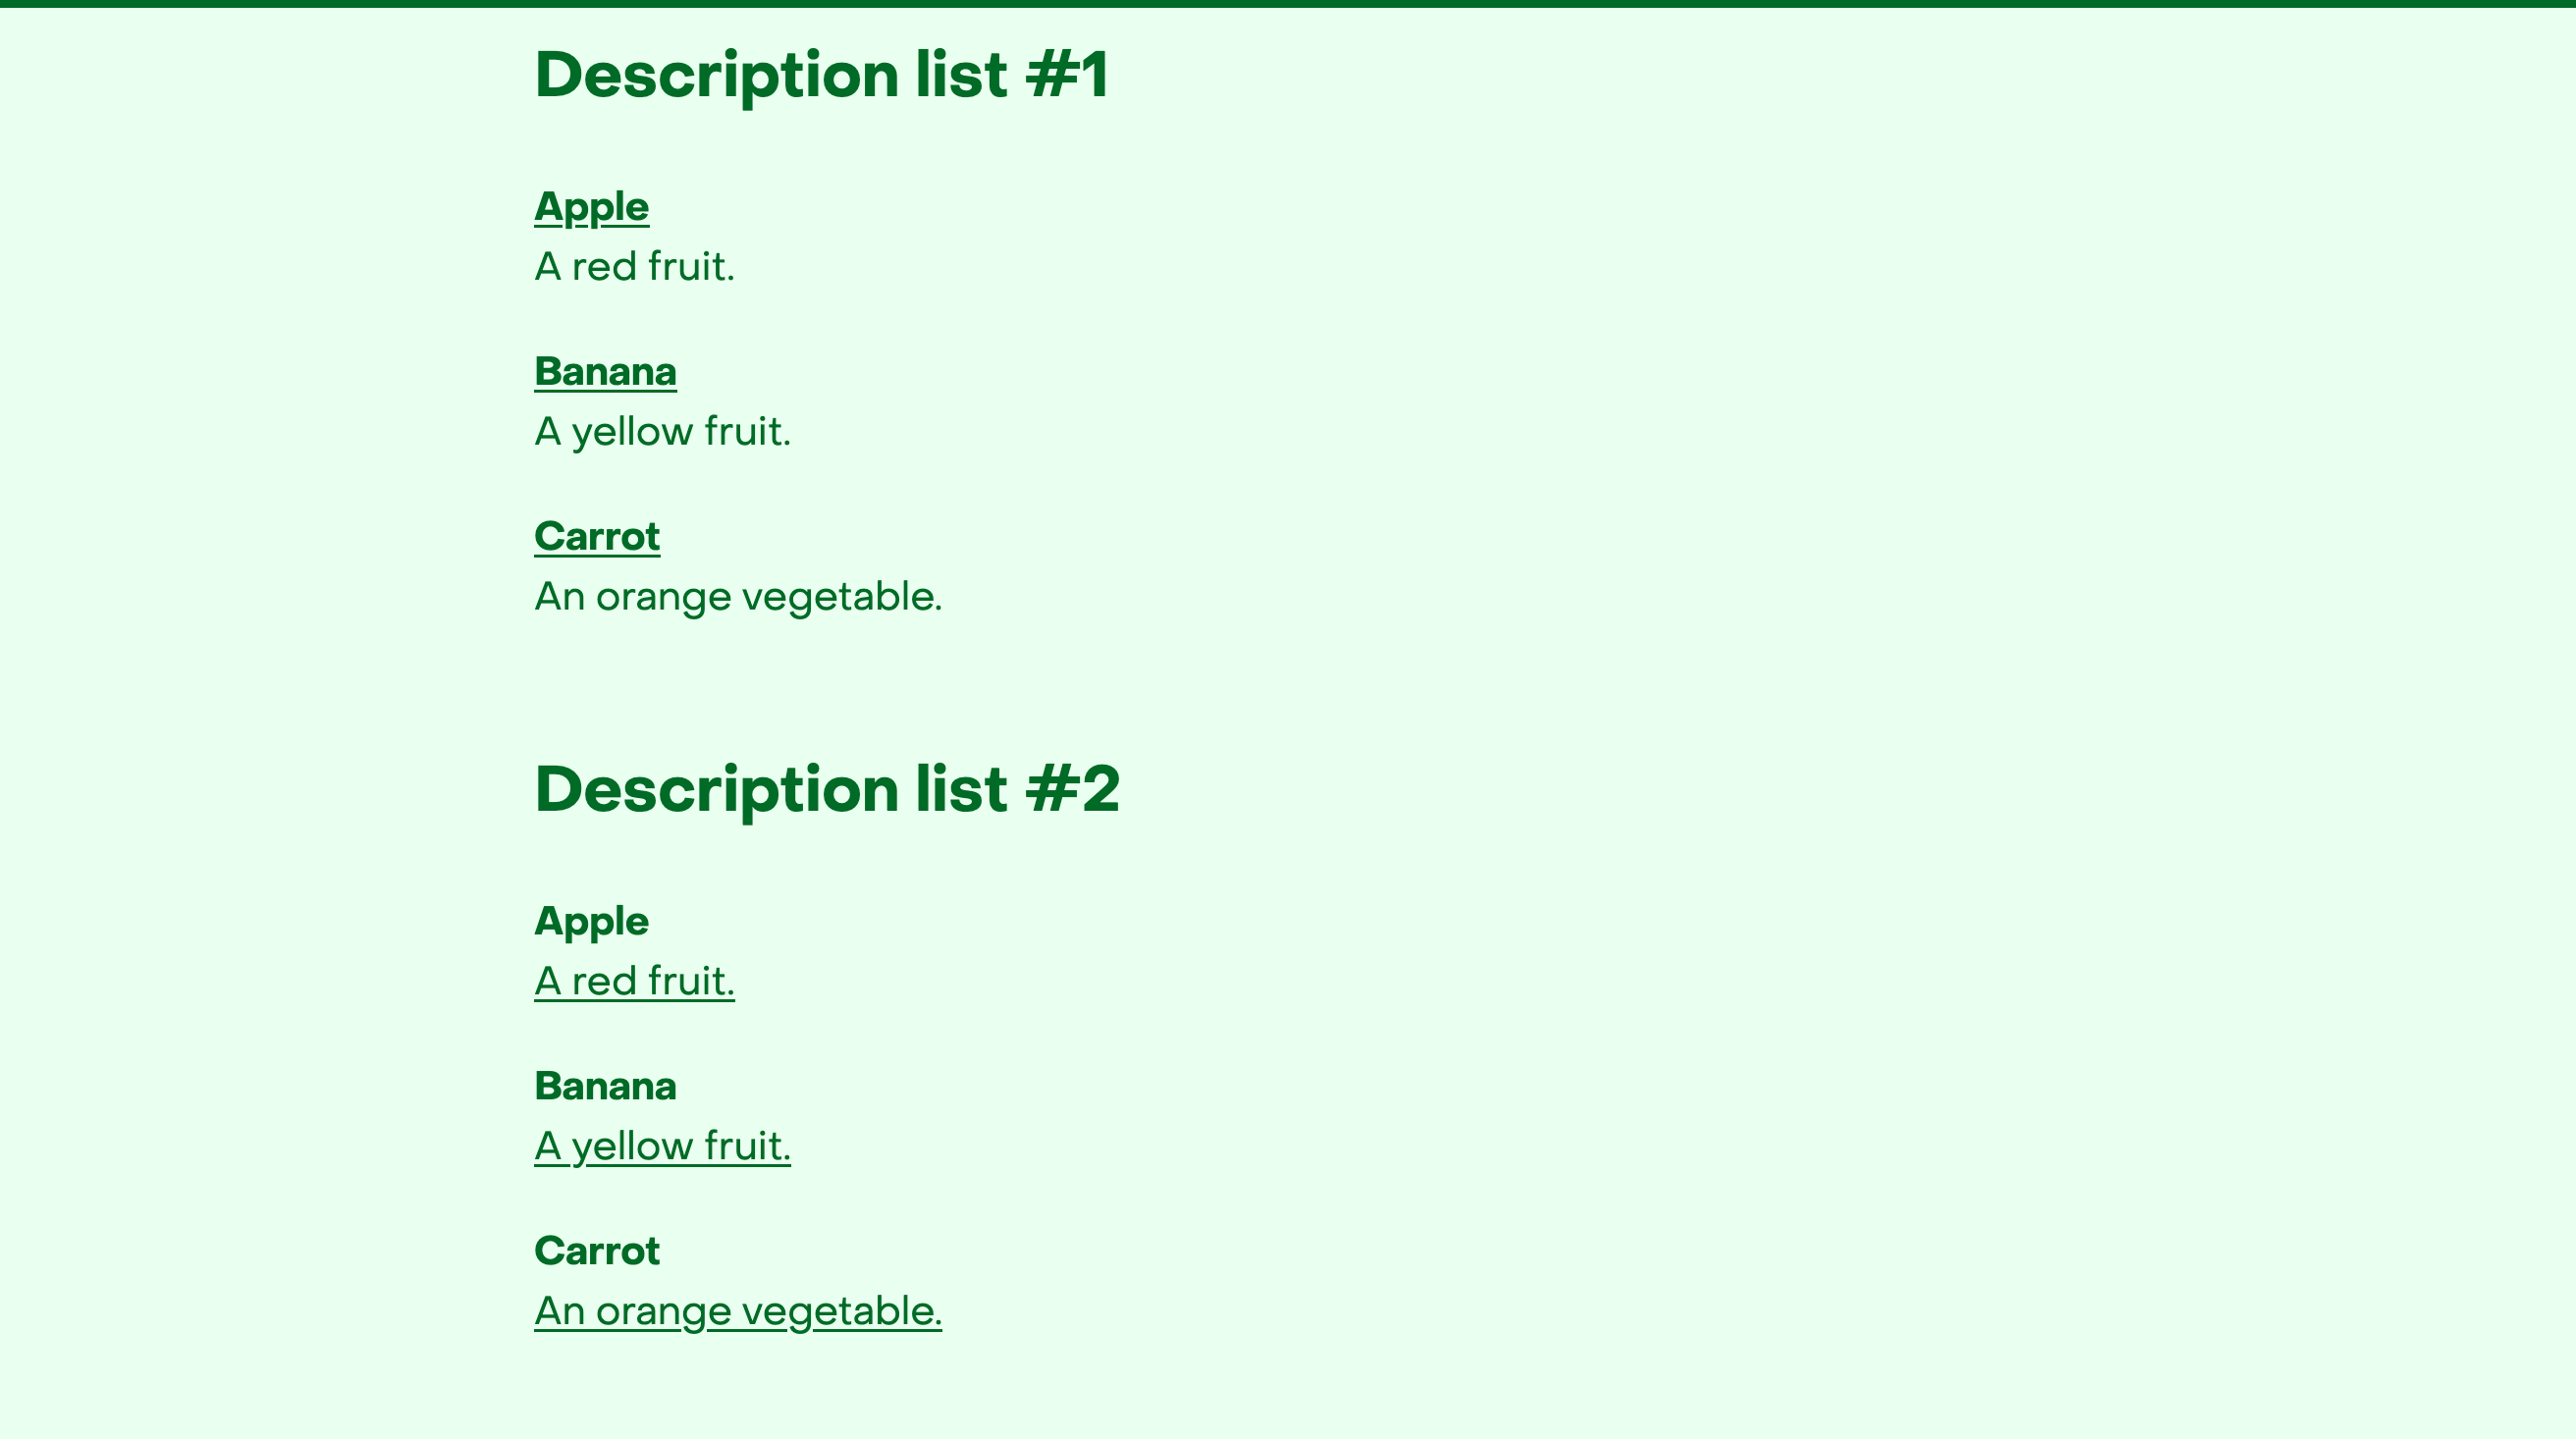 Description list #1
Apple
A red fruit.
Banana
A yellow fruit.
Carrot
An orange vegetable.
Description list #2
Apple
A red fruit.
Banana
A yellow fruit.
Carrot
An orange vegetable.